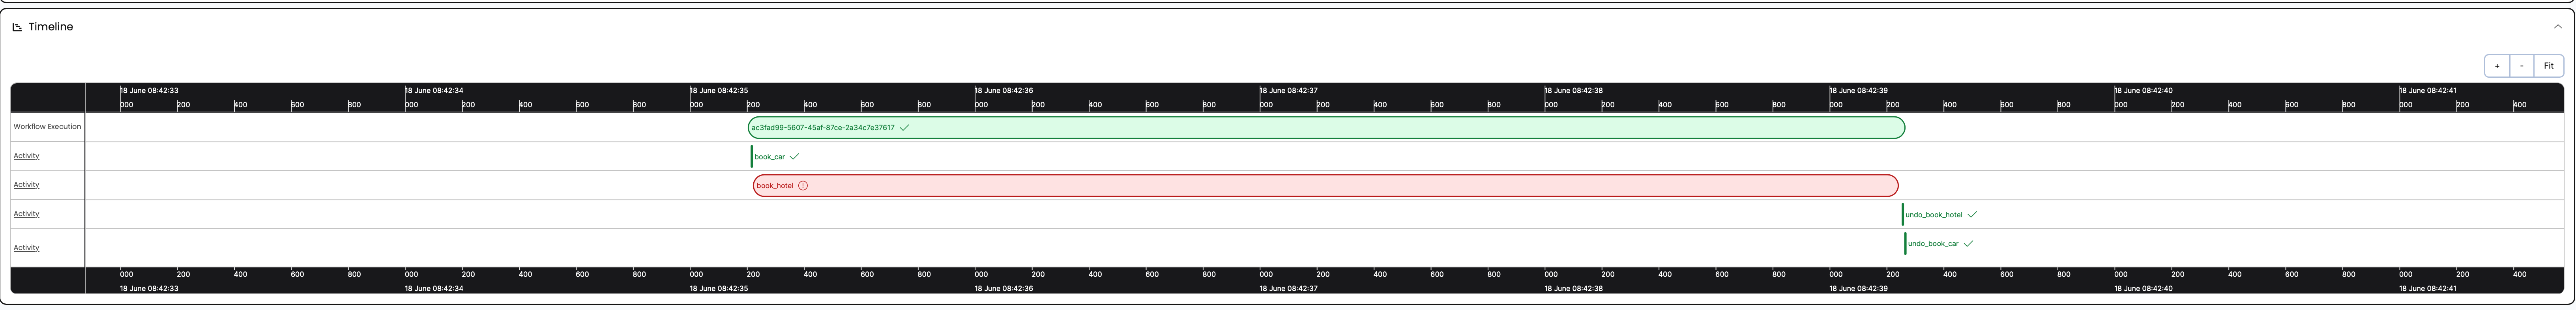 Timeline
+ - Fit
18 June 08:42:33 18 June 08:42:34 18 June 08:42:35 18 June 08:42:36 18 June 08:42:37 18 June 08:42:38 18 June 08:42:39 18 June 08:42:40 18 June 08:42:41
000 200 400 600 800 000 200 400 600 800 000 200 400 600 800 000 200 400 600 800 000 200 400 600 800 000 200 400 600 800 000 200 400 600 800 000 200 400 600 800 000 200 400
Workflow Execution ac3fad99-5607-45af-87ce-2a34c7e37617
Activity book_car
Activity book_hotel
Activity undo_book_hotel
Activity undo_book_car
000 200 400 600 800 000 200 400 600 800 000 200 400 600 800 000 200 400 600 800 000 200 400 600 800 000 200 400 600 800 000 200 400 600 800 000 200 400 600 800 000 200 400
18 June 08:42:33 18 June 08:42:34 18 June 08:42:35 18 June 08:42:36 18 June 08:42:37 18 June 08:42:38 18 June 08:42:39 18 June 08:42:40 18 June 08:42:41